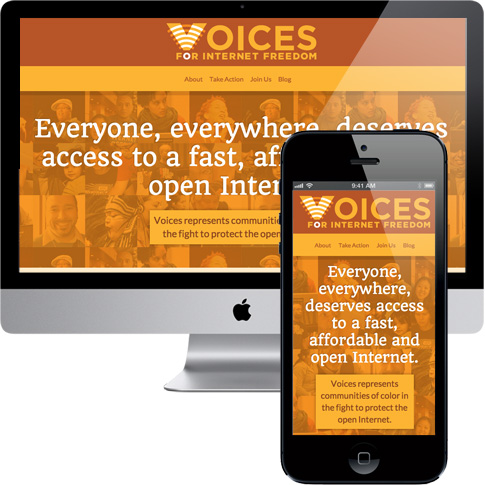 VOICES
FOR INTERNET FREEDOM
About Take Action Join Us Blog
Everyone, everywhere, deserves
access to a fast, aff
open Intern
Voices represents communities
the fight to protect the
open
9:41 AM
VOICES
FOR INTERNET FREEDOM
About Take Action Join Us Blog
Everyone,
everywhere,
deserves access
to a fast,
affordable and
open Internet.
Voices represents
communities of color in
the fight to protect the
open Internet.